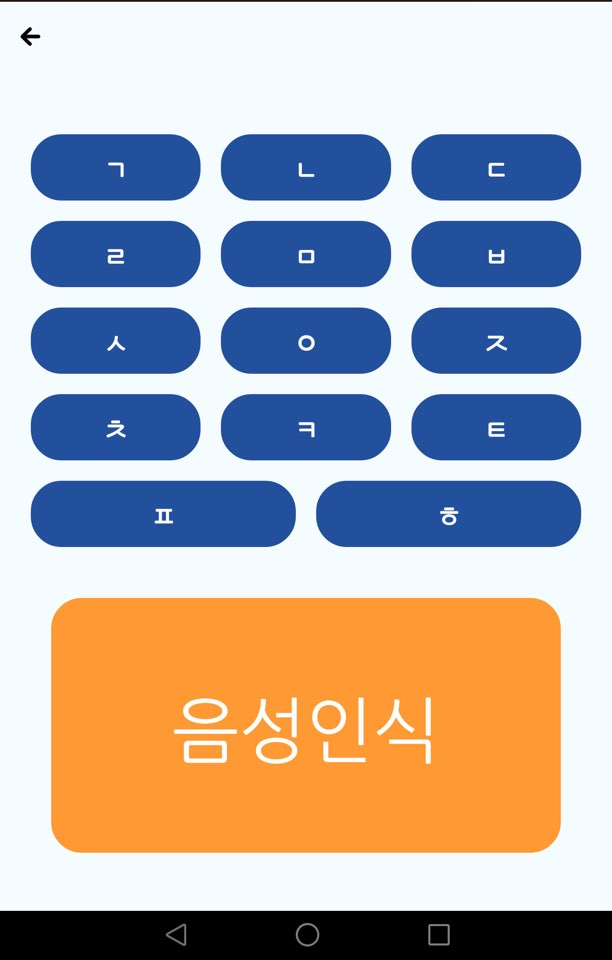 ㄱ ㄴ ㄷ
ㄹ ㅁ ㅂ
ㅅ ㅇ ㅈ
ㅊ ㅋ ㅌ
ㅍ ㅎ
음성인식